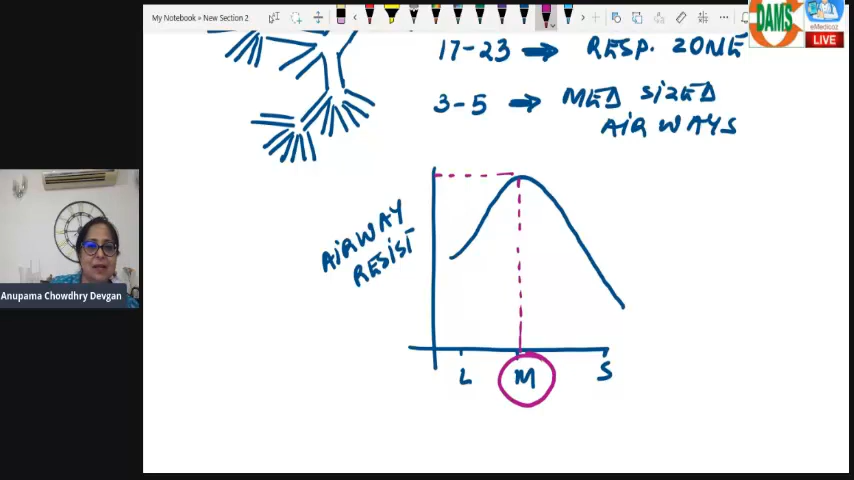 My Notebook > New Section 2
DAMS
eMedicoz
LIVE
17-23 → RESP. ZONE
3-5 → MED SIZED
AIRWAYS
AIRWAY
RESIST
L M S
Anupama Chowdhry Devgan